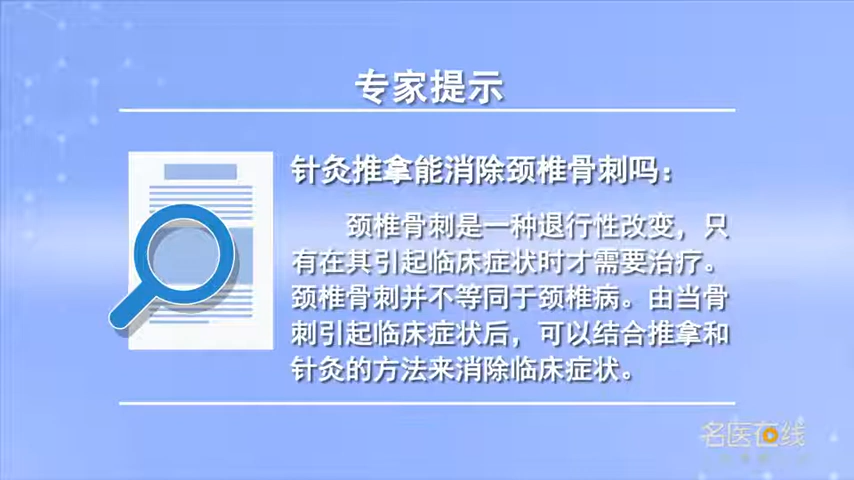 专家提示
针灸推拿能消除颈椎骨刺吗：
颈椎骨刺是一种退行性改变，只
有在其引起临床症状时才需要治疗。
颈椎骨刺并不等同于颈椎病。由当骨
刺引起临床症状后，可以结合推拿和
针灸的方法来消除临床症状。
名医在线